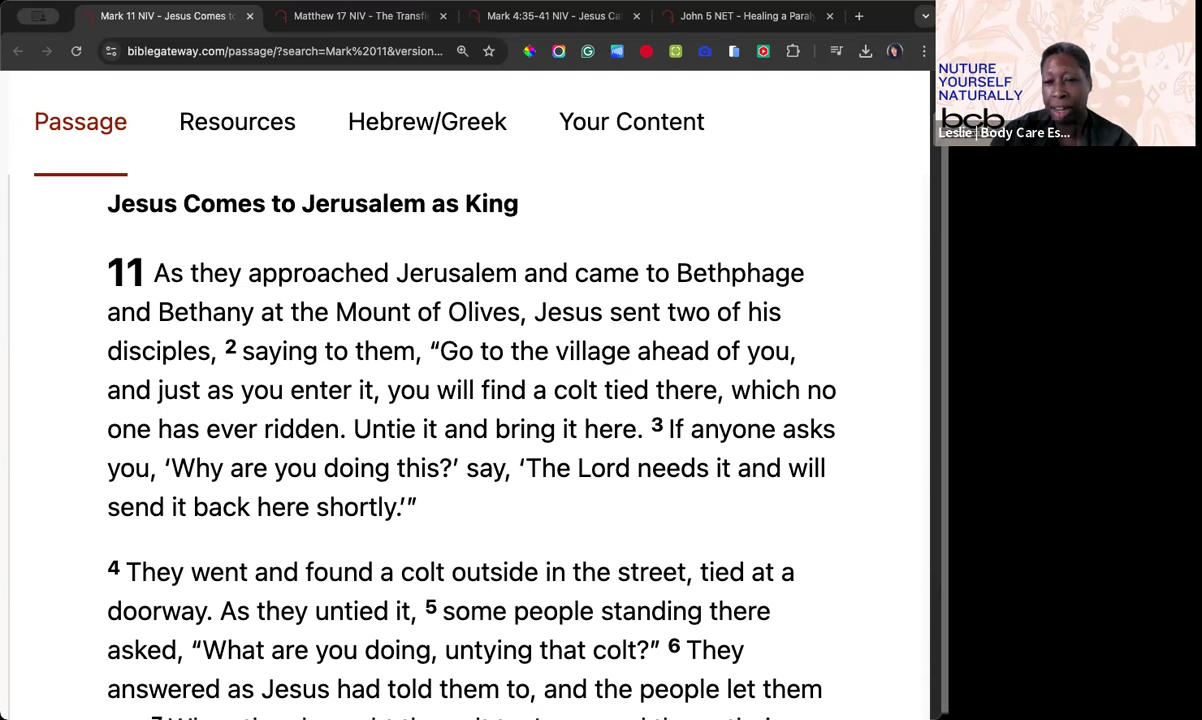 Mark 11 NIV - Jesus Comes to
Matthew 17 NIV - The Transfi
Mark 4:35-41 NIV - Jesus Ca
John 5 NET - Healing a Paraly
biblegateway.com/passage/?search=Mark%2011&version...
NUTURE
YOURSELF
NATURALLY
bcb
Leslie | Body Care Es...
Passage
Resources
Hebrew/Greek
Your Content
Jesus Comes to Jerusalem as King
11 As they approached Jerusalem and came to Bethphage
and Bethany at the Mount of Olives, Jesus sent two of his
disciples, 2 saying to them, “Go to the village ahead of you,
and just as you enter it, you will find a colt tied there, which no
one has ever ridden. Untie it and bring it here. 3 If anyone asks
you, ‘Why are you doing this?’ say, ‘The Lord needs it and will
send it back here shortly.’”
4 They went and found a colt outside in the street, tied at a
doorway. As they untied it, 5 some people standing there
asked, “What are you doing, untying that colt?” 6 They
answered as Jesus had told them to, and the people let them